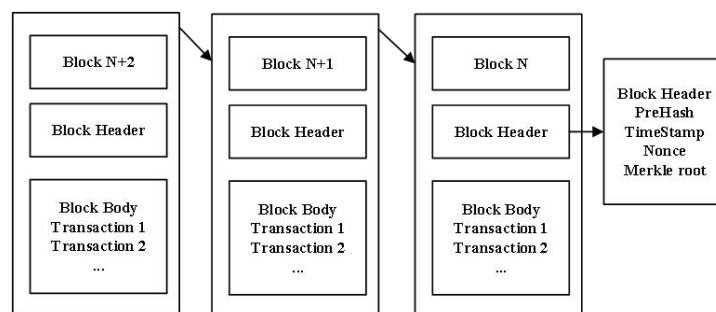 Block N+2
Block Header
Block Body
Transaction 1
Transaction 2
...
Block N+1
Block Header
Block Body
Transaction 1
Transaction 2
...
Block N
Block Header
Block Body
Transaction 1
Transaction 2
...
Block Header
PreHash
TimeStamp
Nonce
Merkle root